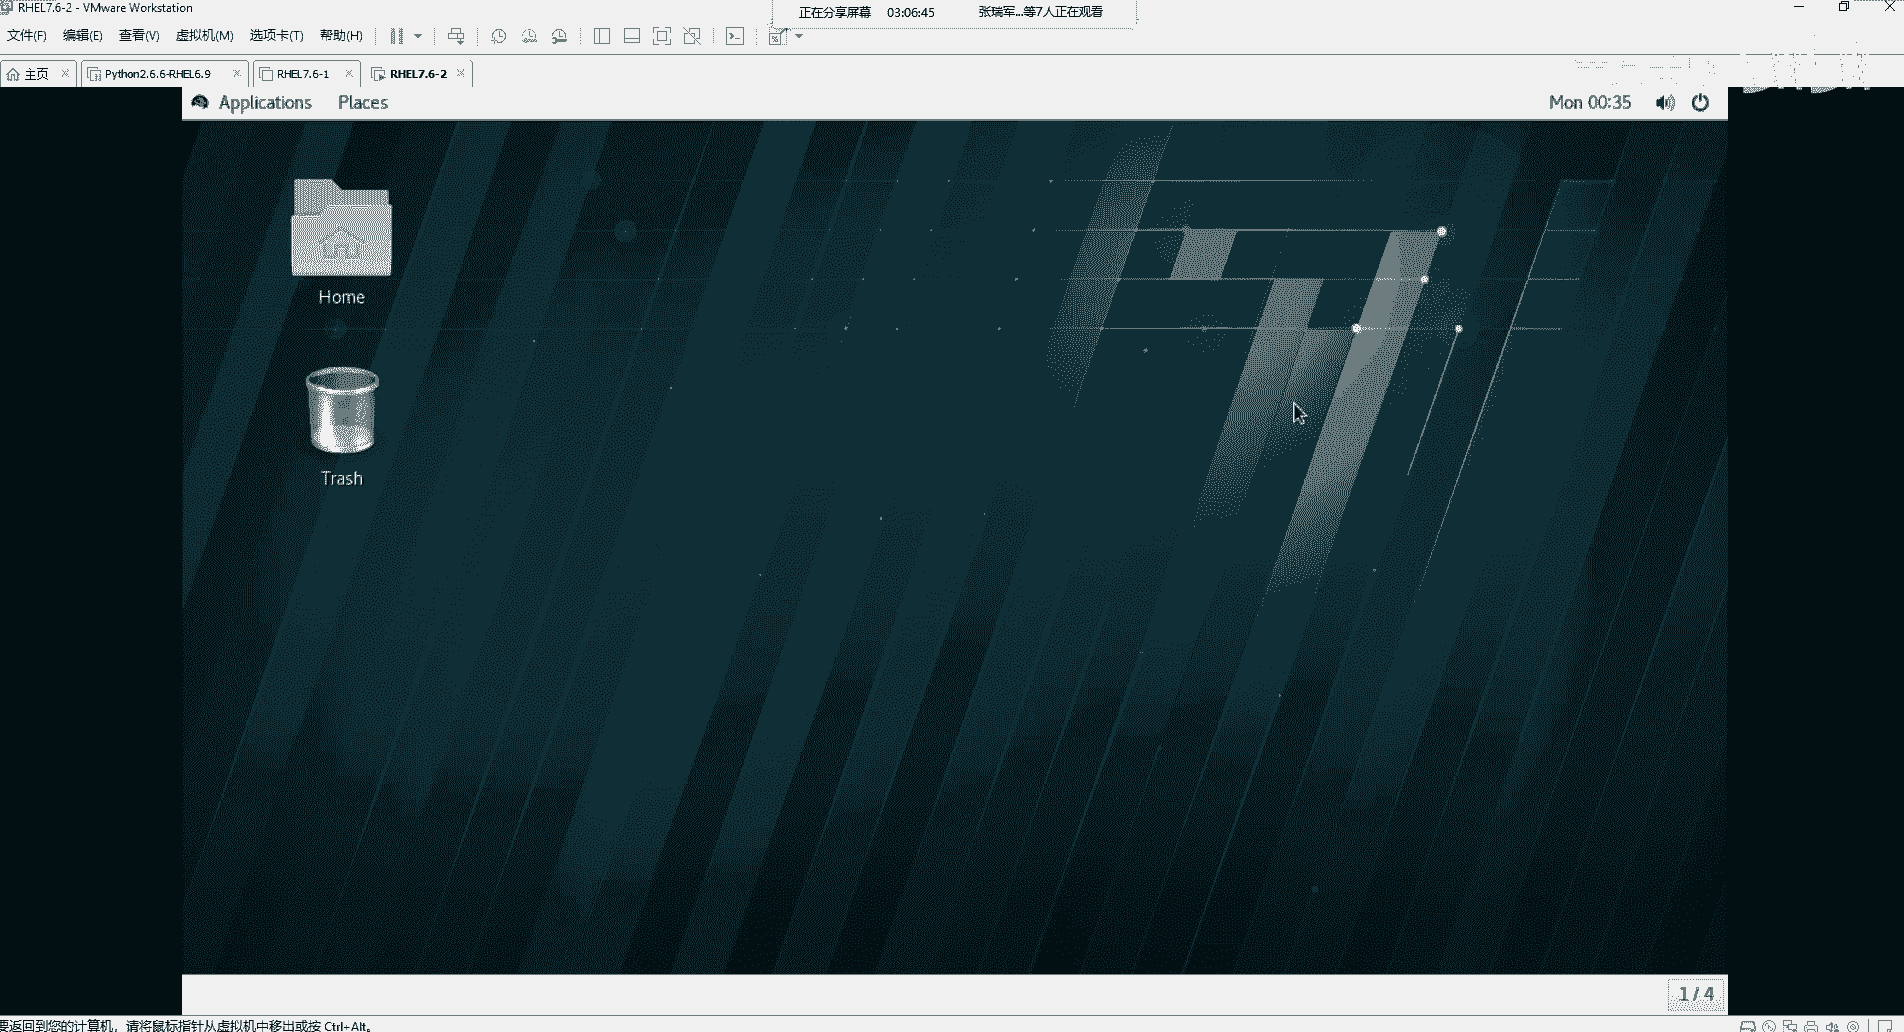 RHEL7.6-2 - VMware Workstation
正在分享屏幕 03:06:45 张瑞军...等7人正在观看
文件(F) 编辑(E) 查看(V) 虚拟机(M) 选项卡(T) 帮助(H)
主页 Python2.6.6-RHEL6.9 RHEL7.6-1 RHEL7.6-2
Applications Places Mon 00:35
Home
Trash
1 / 4
要返回到您的计算机，请将鼠标指针从虚拟机中移出或按 Ctrl+Alt。